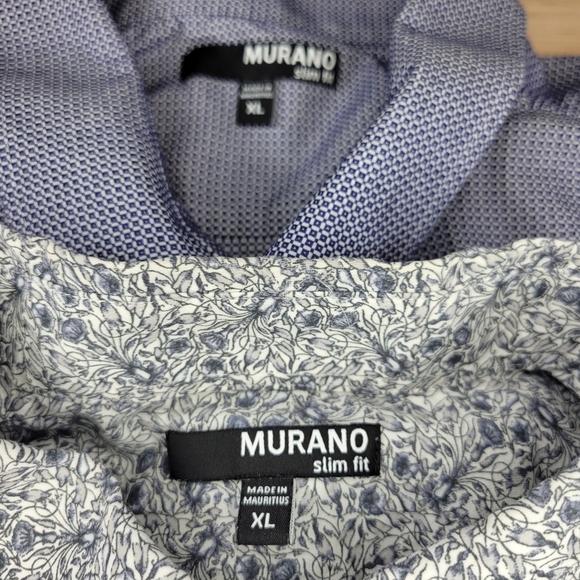 MURANO
slim fit
XL
MURANO
slim fit
MADE IN
MAURITIUS
XL